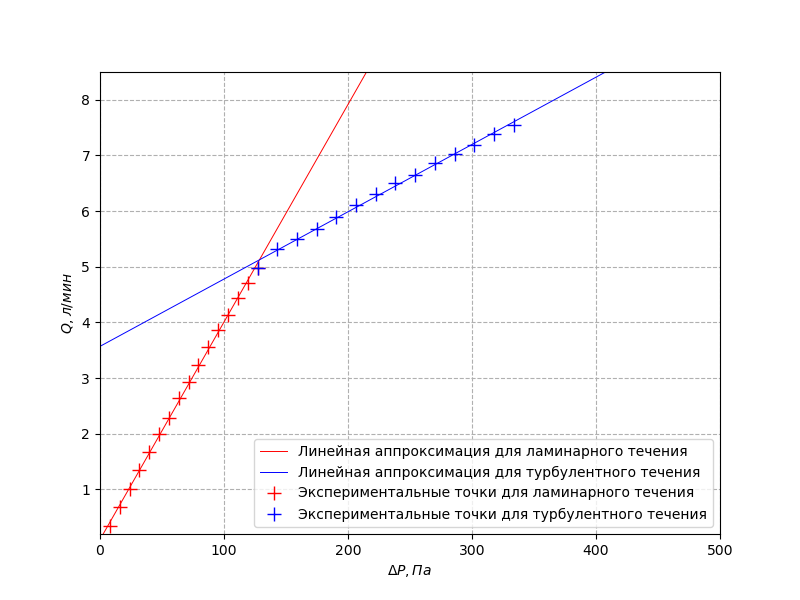 8
7
6
5
4
3
2
1
Q, л/мин
0 100 200 300 400 500
ΔP, Па
Линейная аппроксимация для ламинарного течения
Линейная аппроксимация для турбулентного течения
Экспериментальные точки для ламинарного течения
Экспериментальные точки для турбулентного течения